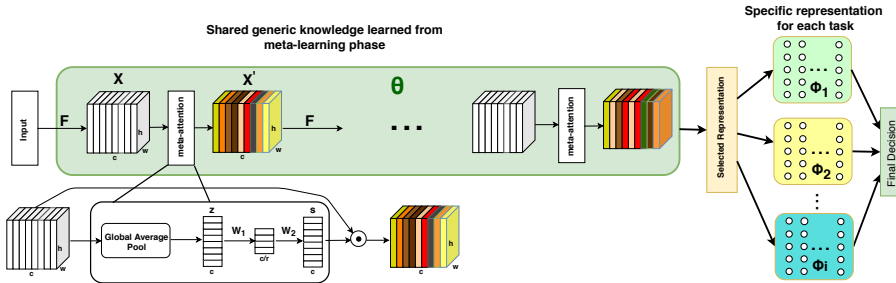 Shared generic knowledge learned from
meta-learning phase
Specific representation
for each task
Input
F
X
h
w
c
meta-attention
X'
h
w
c
θ
F
...
meta-attention
Selected Representation
...
Φ1
...
Φ2
...
...
Φi
Final Decision
h
w
c
Global Average
Pool
z
c
W1
c/r
W2
s
c
h
w
c